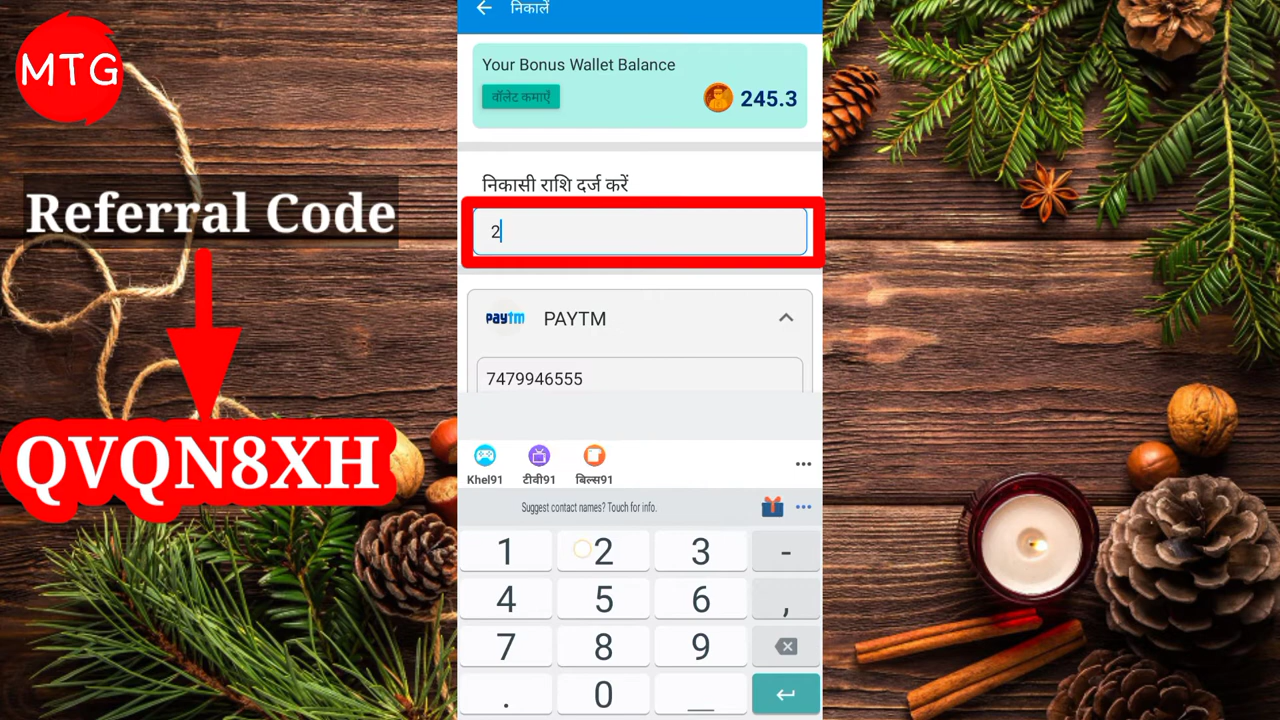 MTG
Referral Code
QVQN8XH
निकालें
Your Bonus Wallet Balance
वॉलेट कमाएँ
245.3
निकासी राशि दर्ज करें
2
paytm PAYTM
7479946555
Khel91 टीवी91 बिल्स91
Suggest contact names? Touch for info.
1 2 3 -
4 5 6 ,
7 8 9
. 0 _